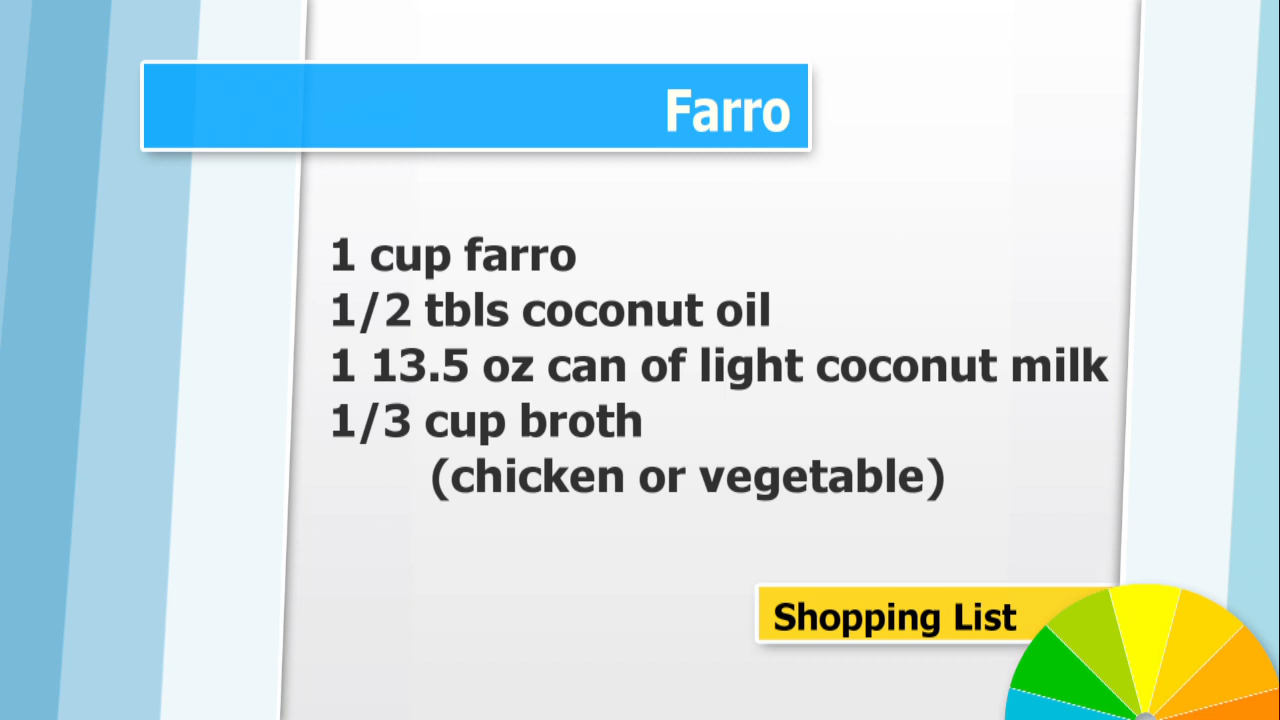 Farro
1 cup farro
1/2 tbls coconut oil
1 13.5 oz can of light coconut milk
1/3 cup broth
(chicken or vegetable)
Shopping List